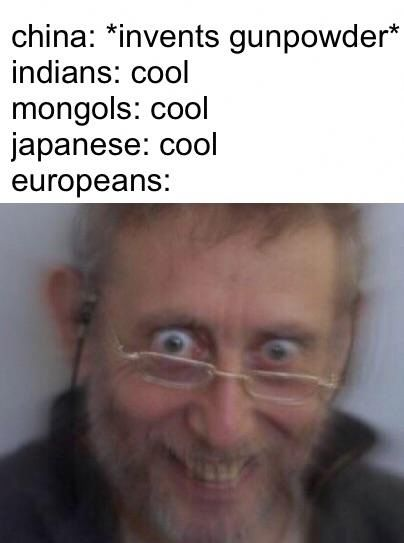 china: *invents gunpowder*
indians: cool
mongols: cool
japanese: cool
europeans: